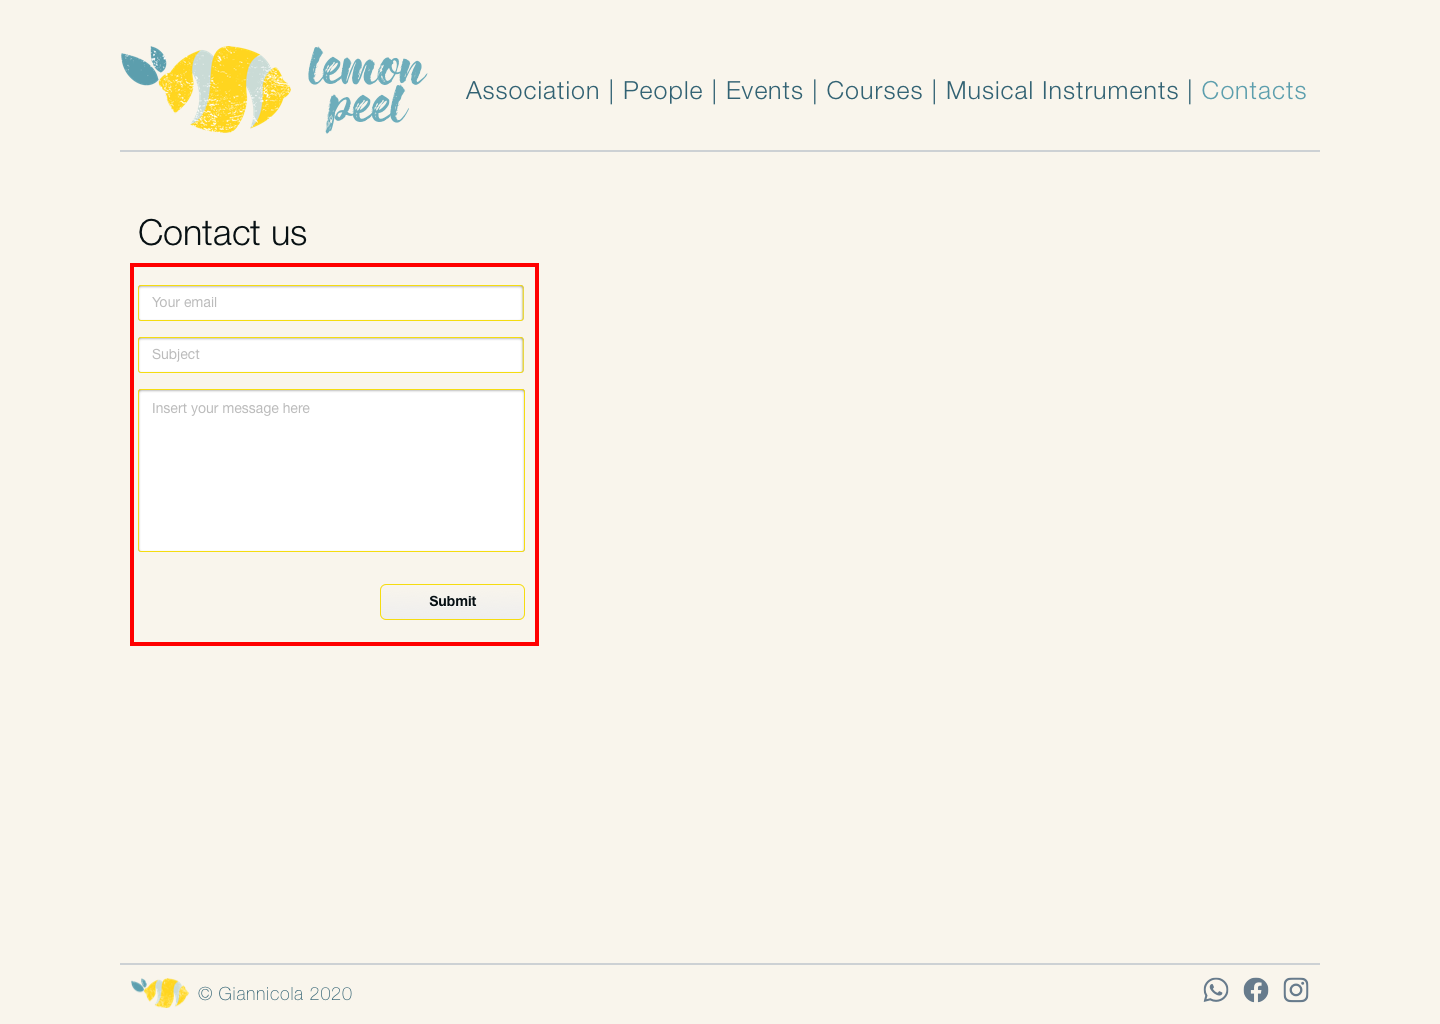 lemon
peel
Association | People | Events | Courses | Musical Instruments | Contacts
Contact us
Your email
Subject
Insert your message here
Submit
© Giannicola 2020